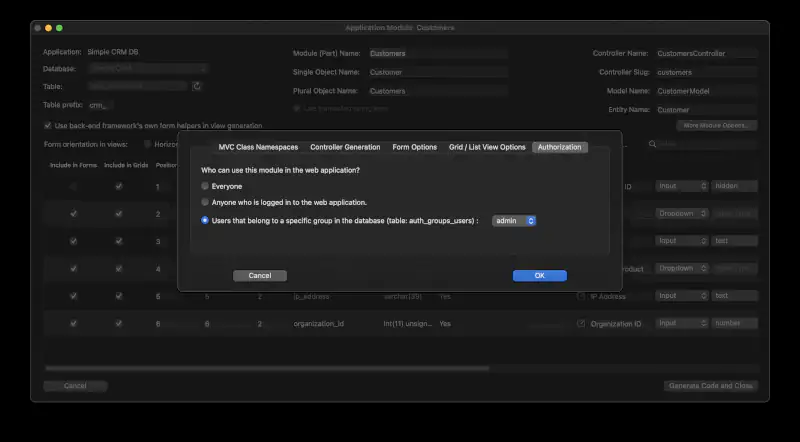 Application Module: Customers
Application: Simple CRM DB
Module (Part) Name: Customers
Controller Name: CustomersController
Database:
Single Object Name: Customer
Controller Slug: customers
Table:
Plural Object Name: Customers
Model Name: CustomerModel
Table prefix: crm_
Entity Name: Customer
Use back-end framework's own form helpers in view generation
More Module Options...
Form orientation in views: Horizon
MVC Class Namespaces Controller Generation Form Options Grid / List View Options Authorization
Include in Forms Include in Grids Position
Who can use this module in the web application?
Everyone
1 ID Input hidden
Anyone who is logged in to the web application.
2 Dropdown
Users that belong to a specific group in the database (table: auth_groups_users) : admin
3 Input text
4 roduct Dropdown
Cancel OK
5 5 2 ip_address varchar(39) Yes IP Address Input text
6 6 2 organization_id int(11) unsign... Yes Organization ID Input number
Cancel Generate Code and Close